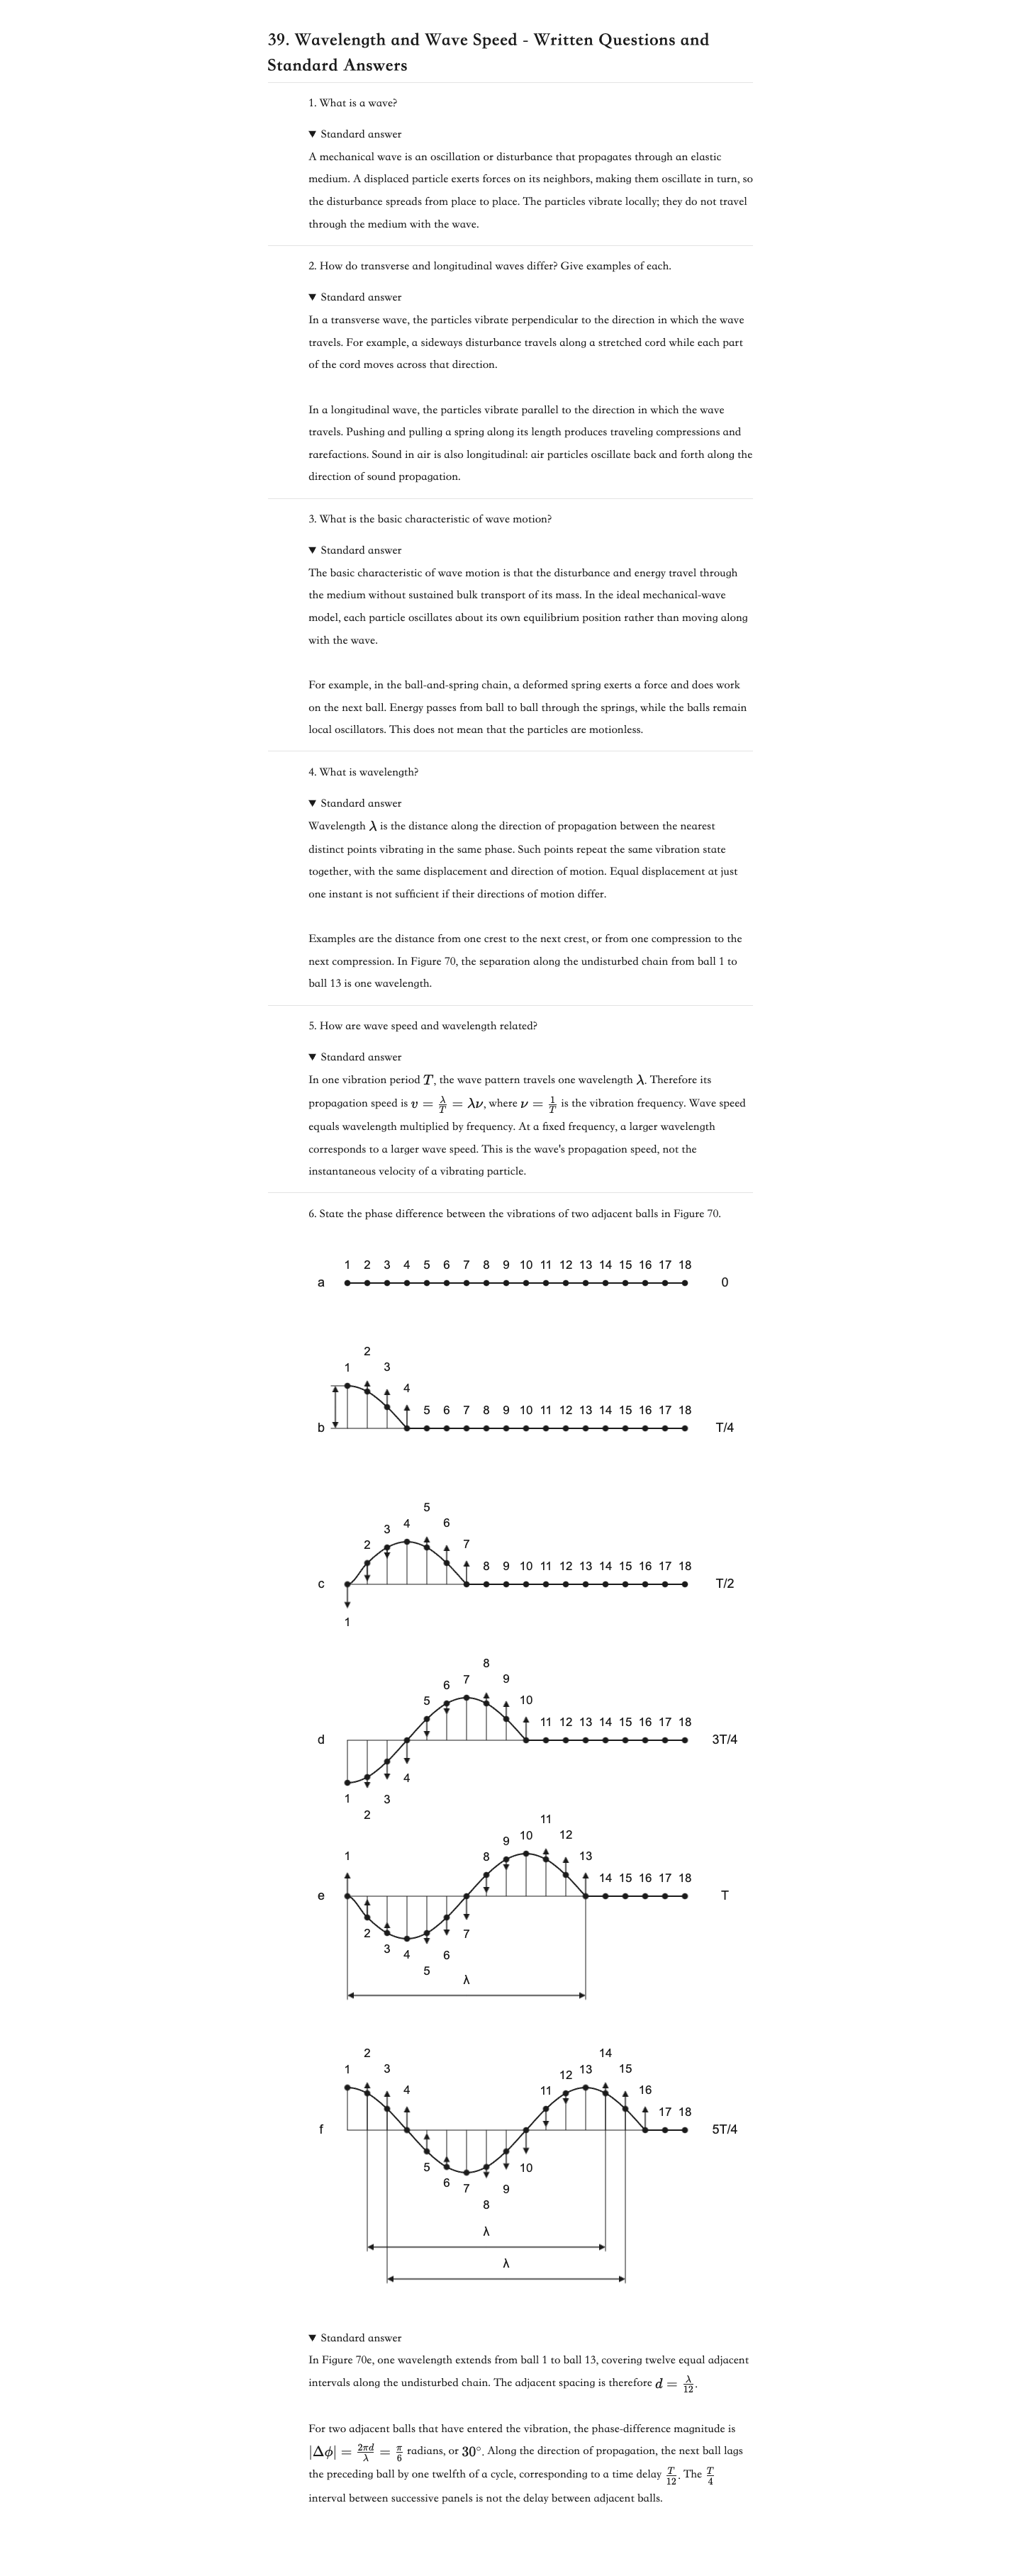 39. Wavelength and Wave Speed - Written Questions and
Standard Answers
1. What is a wave?
▼ Standard answer
A mechanical wave is an oscillation or disturbance that propagates through an elastic
medium. A displaced particle exerts forces on its neighbors, making them oscillate in turn, so
the disturbance spreads from place to place. The particles vibrate locally; they do not travel
through the medium with the wave.
2. How do transverse and longitudinal waves differ? Give examples of each.
▼ Standard answer
In a transverse wave, the particles vibrate perpendicular to the direction in which the wave
travels. For example, a sideways disturbance travels along a stretched cord while each part
of the cord moves across that direction.
In a longitudinal wave, the particles vibrate parallel to the direction in which the wave
travels. Pushing and pulling a spring along its length produces traveling compressions and
rarefactions. Sound in air is also longitudinal: air particles oscillate back and forth along the
direction of sound propagation.
3. What is the basic characteristic of wave motion?
▼ Standard answer
The basic characteristic of wave motion is that the disturbance and energy travel through
the medium without sustained bulk transport of its mass. In the ideal mechanical-wave
model, each particle oscillates about its own equilibrium position rather than moving along
with the wave.
For example, in the ball-and-spring chain, a deformed spring exerts a force and does work
on the next ball. Energy passes from ball to ball through the springs, while the balls remain
local oscillators. This does not mean that the particles are motionless.
4. What is wavelength?
▼ Standard answer
Wavelength λ is the distance along the direction of propagation between the nearest
distinct points vibrating in the same phase. Such points repeat the same vibration state
together, with the same displacement and direction of motion. Equal displacement at just
one instant is not sufficient if their directions of motion differ.
Examples are the distance from one crest to the next crest, or from one compression to the
next compression. In Figure 70, the separation along the undisturbed chain from ball 1 to
ball 13 is one wavelength.
5. How are wave speed and wavelength related?
▼ Standard answer
In one vibration period T, the wave pattern travels one wavelength λ. Therefore its
propagation speed is v = λ/T = λν, where ν = 1/T is the vibration frequency. Wave speed
equals wavelength multiplied by frequency. At a fixed frequency, a larger wavelength
corresponds to a larger wave speed. This is the wave's propagation speed, not the
instantaneous velocity of a vibrating particle.
6. State the phase difference between the vibrations of two adjacent balls in Figure 70.
1 2 3 4 5 6 7 8 9 10 11 12 13 14 15 16 17 18
a 0
1 2 3 4 5 6 7 8 9 10 11 12 13 14 15 16 17 18
b T/4
1 2 3 4 5 6 7 8 9 10 11 12 13 14 15 16 17 18
c T/2
1 2 3 4 5 6 7 8 9 10 11 12 13 14 15 16 17 18
d 3T/4
1 2 3 4 5 6 7 8 9 10 11 12 13 14 15 16 17 18
e T
λ
1 2 3 4 5 6 7 8 9 10 11 12 13 14 15 16 17 18
f 5T/4
λ
λ
▼ Standard answer
In Figure 70e, one wavelength extends from ball 1 to ball 13, covering twelve equal adjacent
intervals along the undisturbed chain. The adjacent spacing is therefore d = λ/12.
For two adjacent balls that have entered the vibration, the phase-difference magnitude is
|Δϕ| = 2πd/λ = π/6 radians, or 30°. Along the direction of propagation, the next ball lags
the preceding ball by one twelfth of a cycle, corresponding to a time delay T/12. The T/4
interval between successive panels is not the delay between adjacent balls.